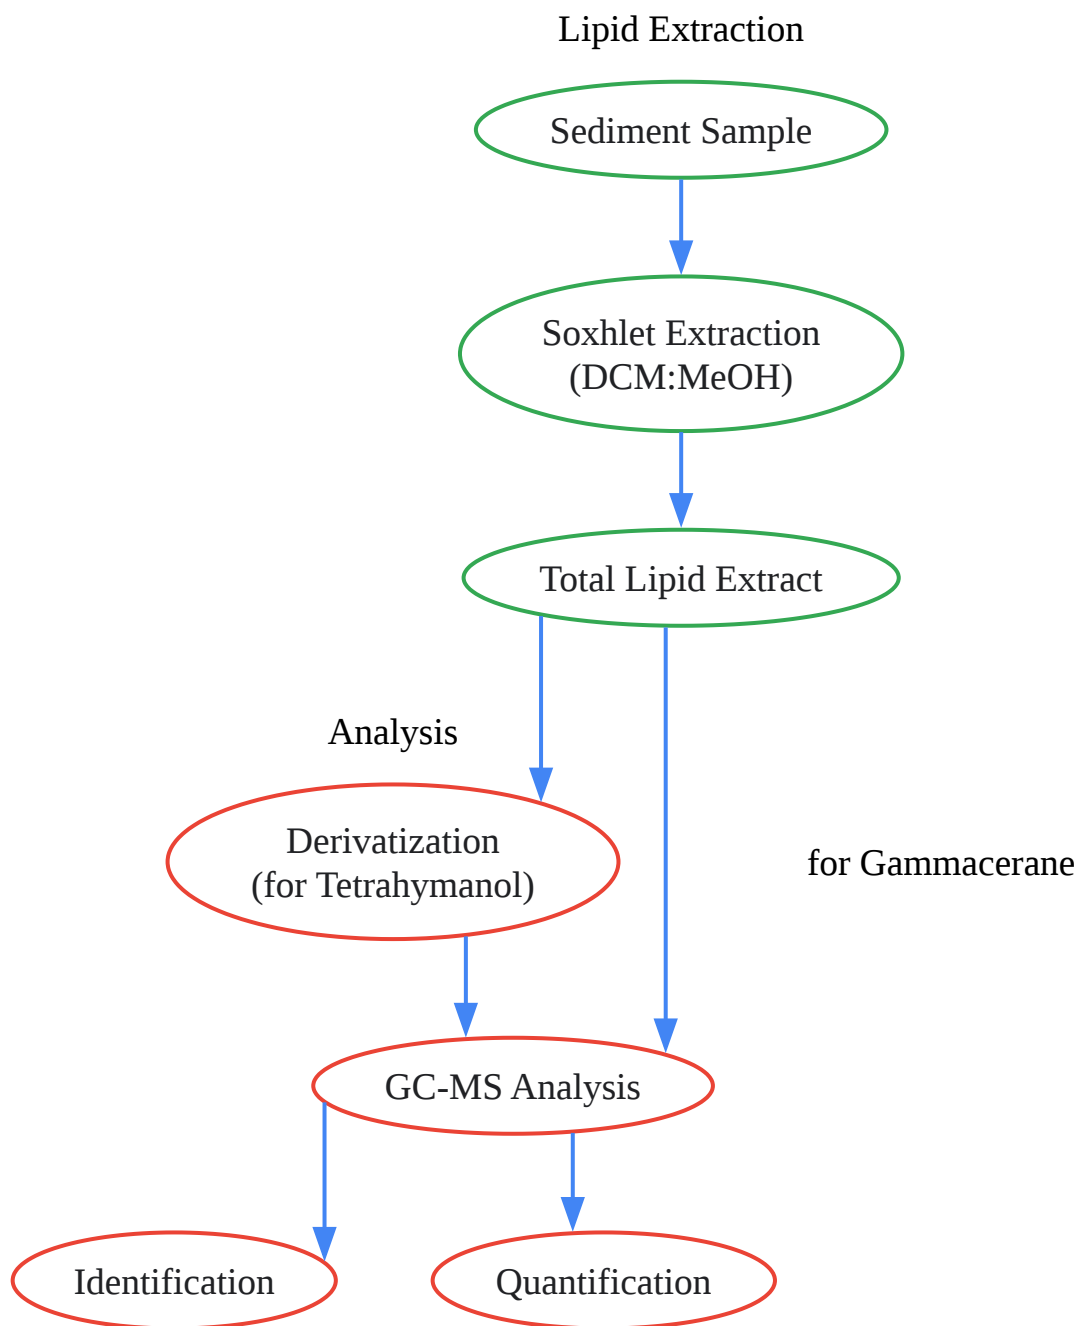 Lipid Extraction
Sediment Sample
Soxhlet Extraction
(DCM:MeOH)
Total Lipid Extract
Analysis
Derivatization
(for Tetrahymanol)
for Gammacerane
GC-MS Analysis
Identification
Quantification